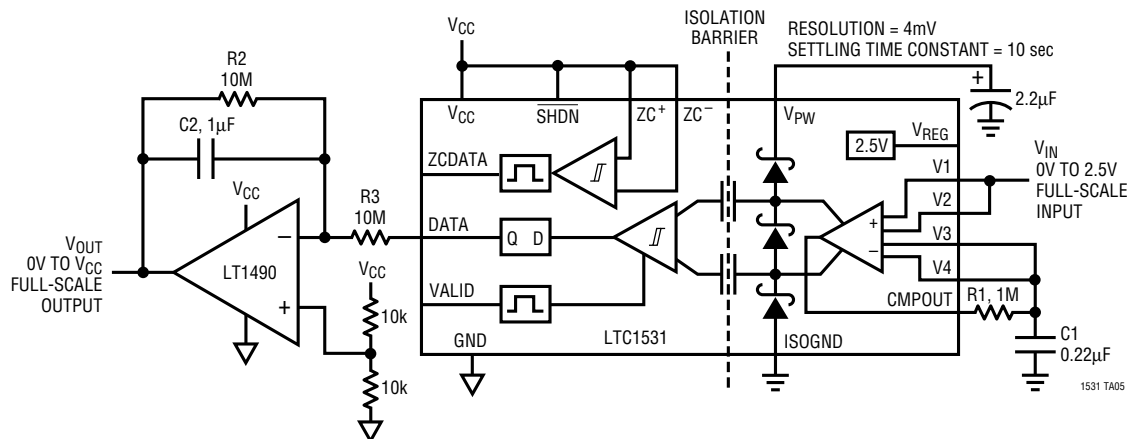 ISOLATION
BARRIER
RESOLUTION = 4mV
SETTLING TIME CONSTANT = 10 sec
VCC
R2
10M
C2, 1µF
+
2.2µF
VCC
SHDN
ZC+
ZC−
VPW
VREG
2.5V
ZCDATA
V1
VIN
0V TO 2.5V
FULL-SCALE
INPUT
V2
VCC
R3
10M
DATA
Q D
+
−
V3
−
VOUT
0V TO VCC
FULL-SCALE
OUTPUT
LT1490
+
VCC
VALID
V4
CMPOUT
R1, 1M
10k
GND
LTC1531
ISOGND
C1
0.22µF
10k
1531 TA05